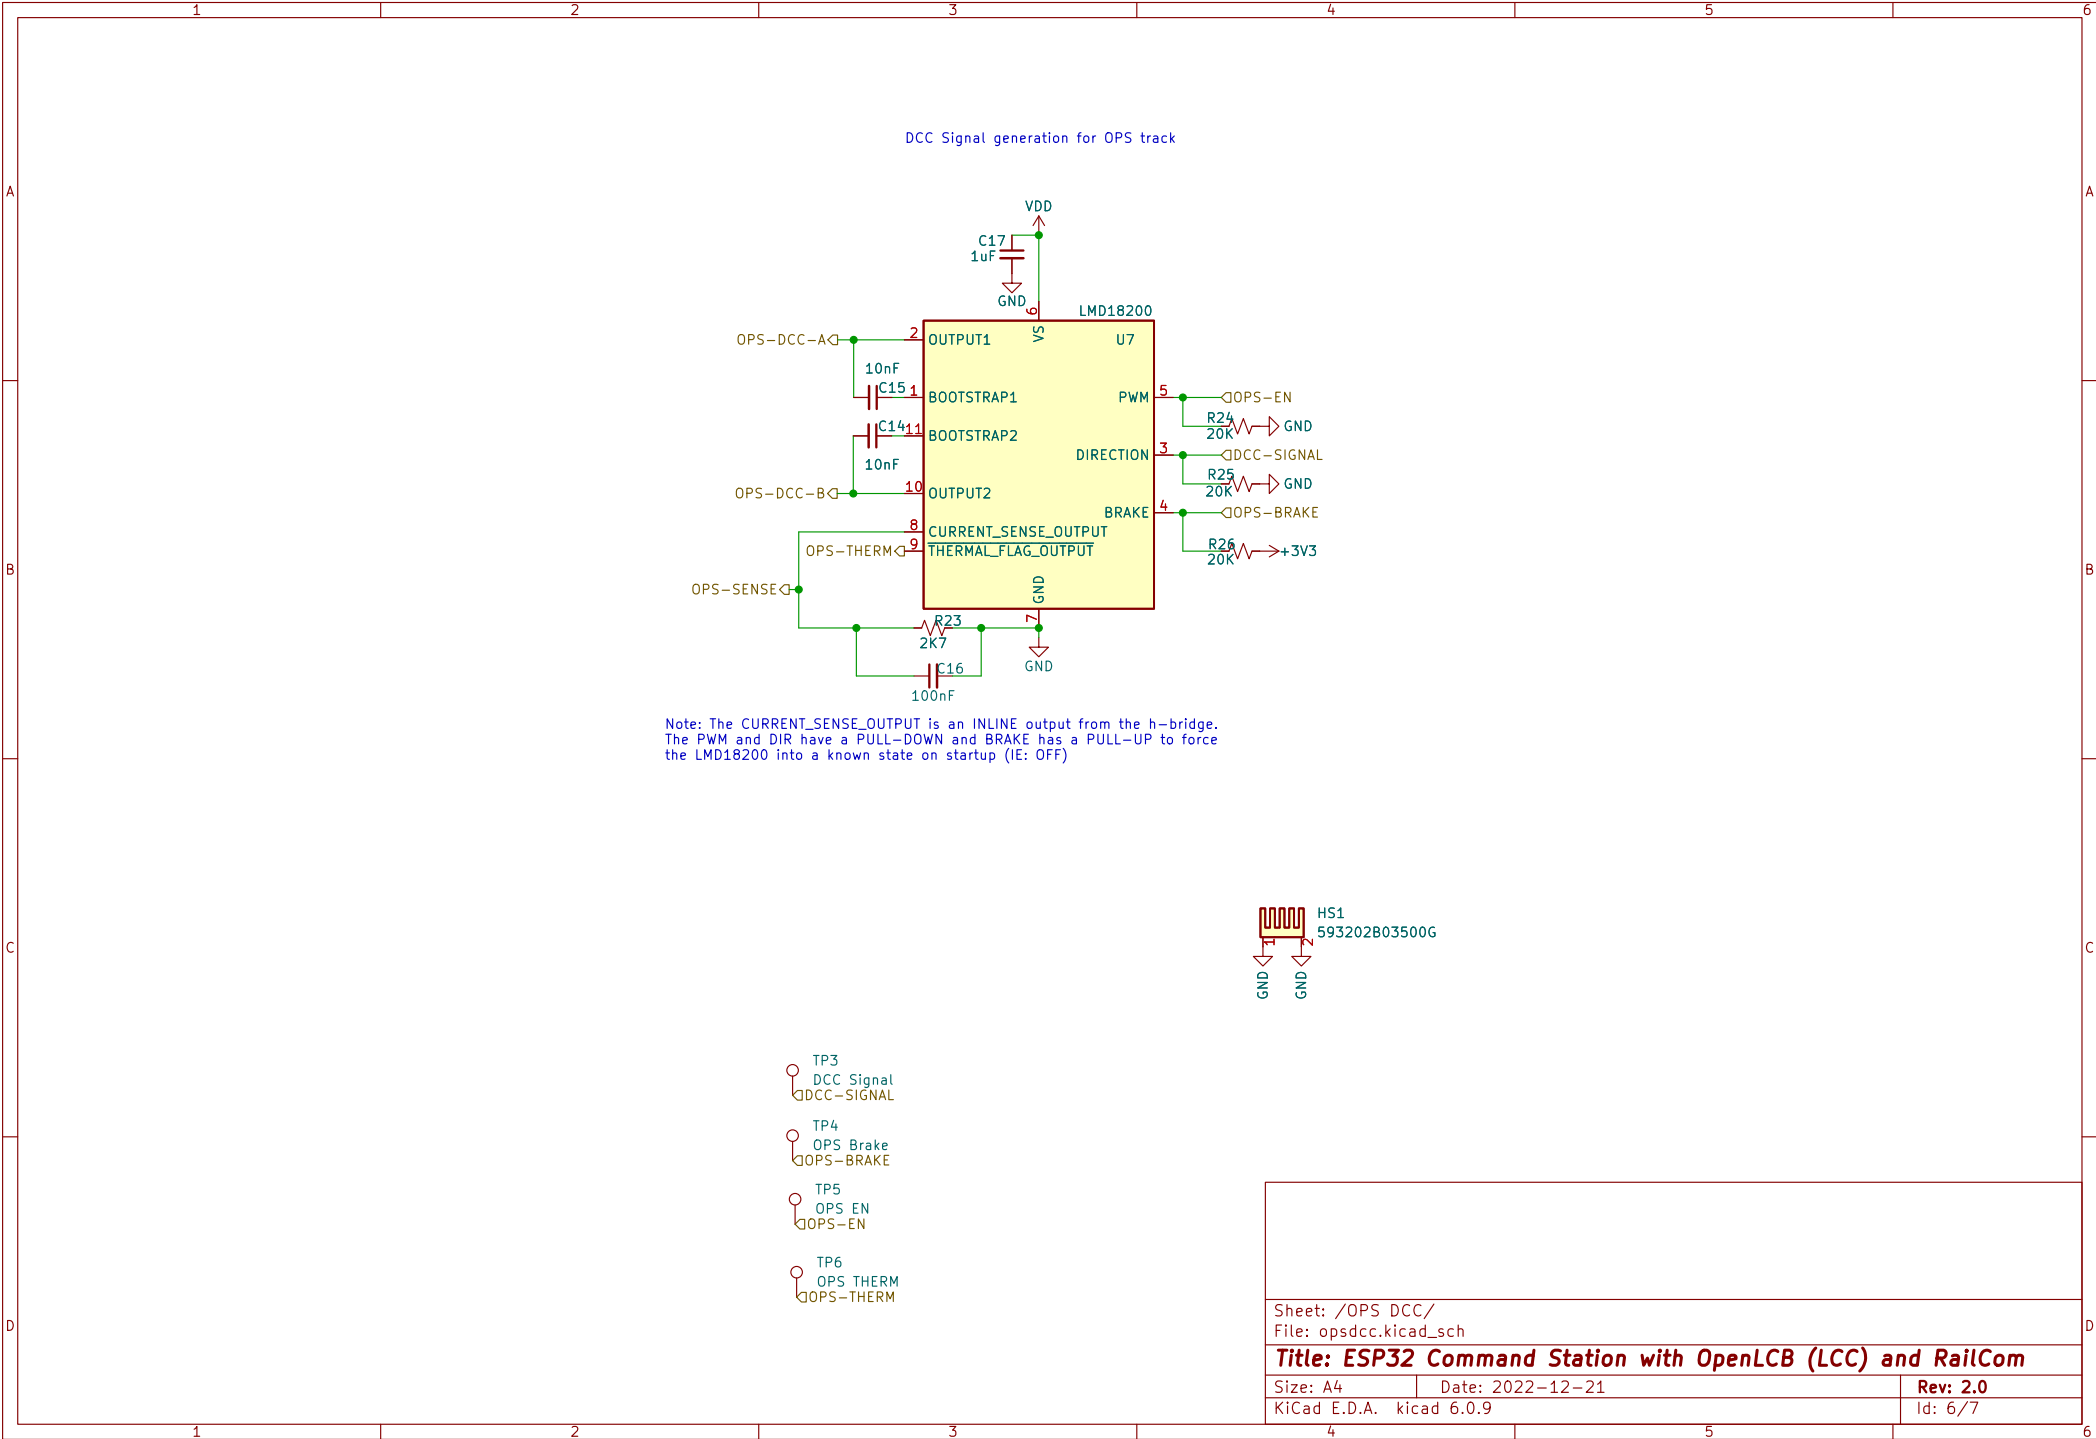 1 2 3 4 5 6
DCC Signal generation for OPS track
A A
VDD
C17
1uF
GND
LMD18200
6
VS
U7
OPS-DCC-A
2
OUTPUT1
10nF
C15
1
BOOTSTRAP1
C14
11
BOOTSTRAP2
10nF
OPS-DCC-B
10
OUTPUT2
8
CURRENT_SENSE_OUTPUT
OPS-THERM
9
THERMAL_FLAG_OUTPUT
OPS-SENSE
PWM
5
OPS-EN
R24
20K
GND
DIRECTION
3
DCC-SIGNAL
R25
20K
GND
BRAKE
4
OPS-BRAKE
R26
20K
+3V3
B B
GND
7
R23
2K7
GND
C16
100nF
Note: The CURRENT_SENSE_OUTPUT is an INLINE output from the h-bridge.
The PWM and DIR have a PULL-DOWN and BRAKE has a PULL-UP to force
the LMD18200 into a known state on startup (IE: OFF)
HS1
593202B03500G
1 2
GND GND
C C
TP3
DCC Signal
DCC-SIGNAL
TP4
OPS Brake
OPS-BRAKE
TP5
OPS EN
OPS-EN
TP6
OPS THERM
OPS-THERM
D D
Sheet: /OPS DCC/
File: opsdcc.kicad_sch
Title: ESP32 Command Station with OpenLCB (LCC) and RailCom
Size: A4 Date: 2022-12-21 Rev: 2.0
KiCad E.D.A. kicad 6.0.9 Id: 6/7
1 2 3 4 5 6